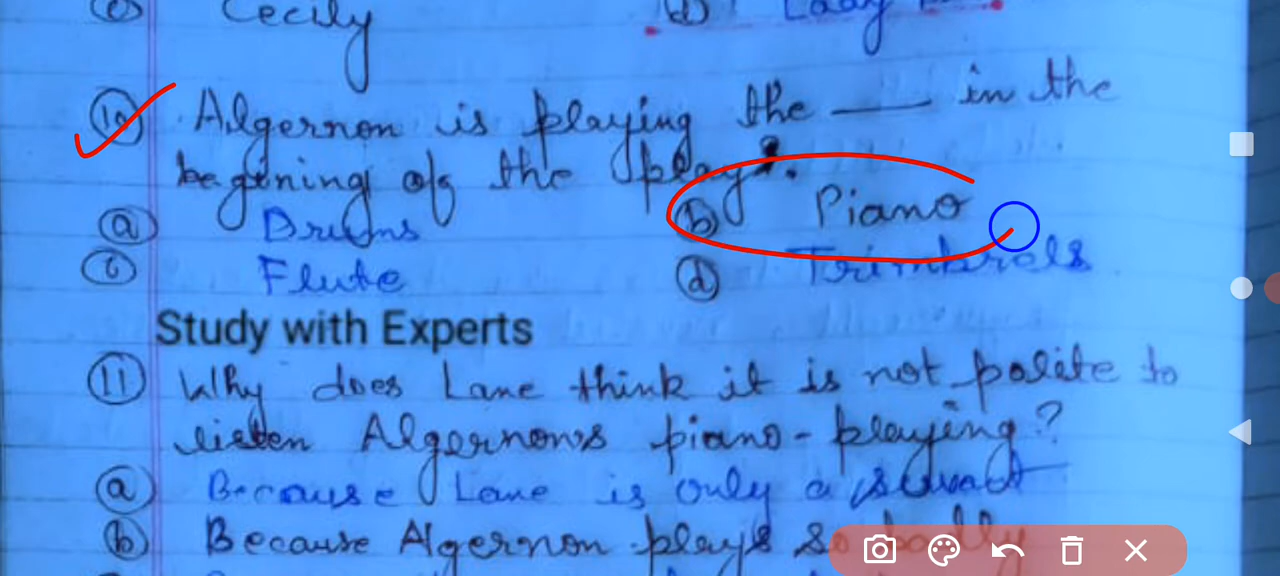 Cecily (d) Lady
(10) Algernon is playing the ___ in the
begining of the play.
(a) Drums (b) Piano
(c) Flute (d) Trimbrels
Study with Experts
(11) Why does Lane think it is not polite to
listen Algernon's piano-playing?
(a) Because Lane is only a servant
(b) Because Algernon plays so badly